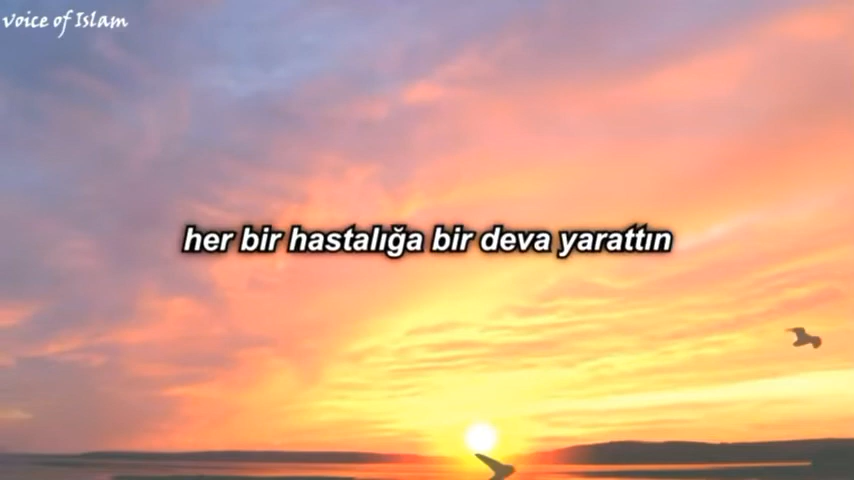 voice of Islam
her bir hastalığa bir deva yarattın